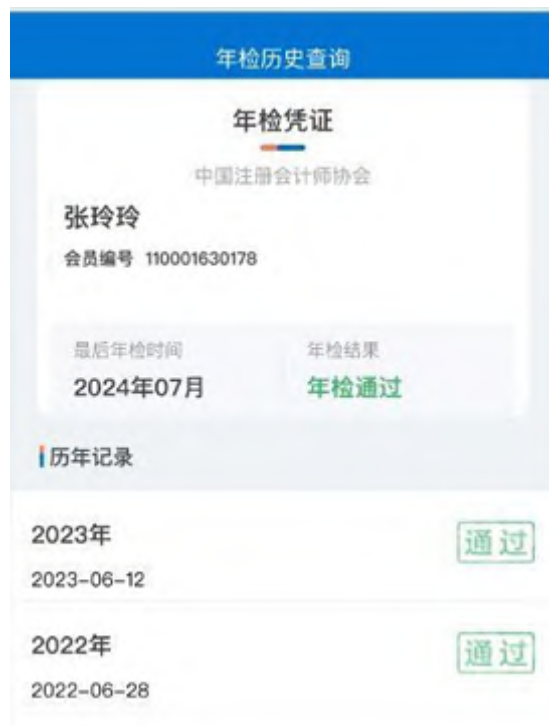 年检历史查询
年检凭证
中国注册会计师协会
张玲玲
会员编号 110001630178
最后年检时间 年检结果
2024年07月 年检通过
历年记录
2023年 通过
2023-06-12
2022年 通过
2022-06-28